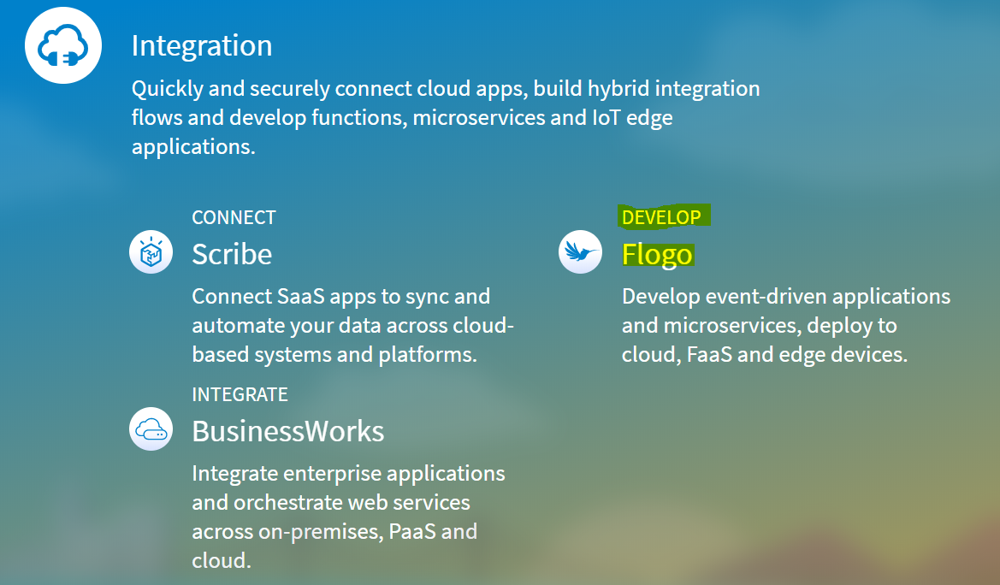 Integration
Quickly and securely connect cloud apps, build hybrid integration
flows and develop functions, microservices and IoT edge
applications.
CONNECT
Scribe
Connect SaaS apps to sync and
automate your data across cloud-
based systems and platforms.
DEVELOP
Flogo
Develop event-driven applications
and microservices, deploy to
cloud, FaaS and edge devices.
INTEGRATE
BusinessWorks
Integrate enterprise applications
and orchestrate web services
across on-premises, PaaS and
cloud.